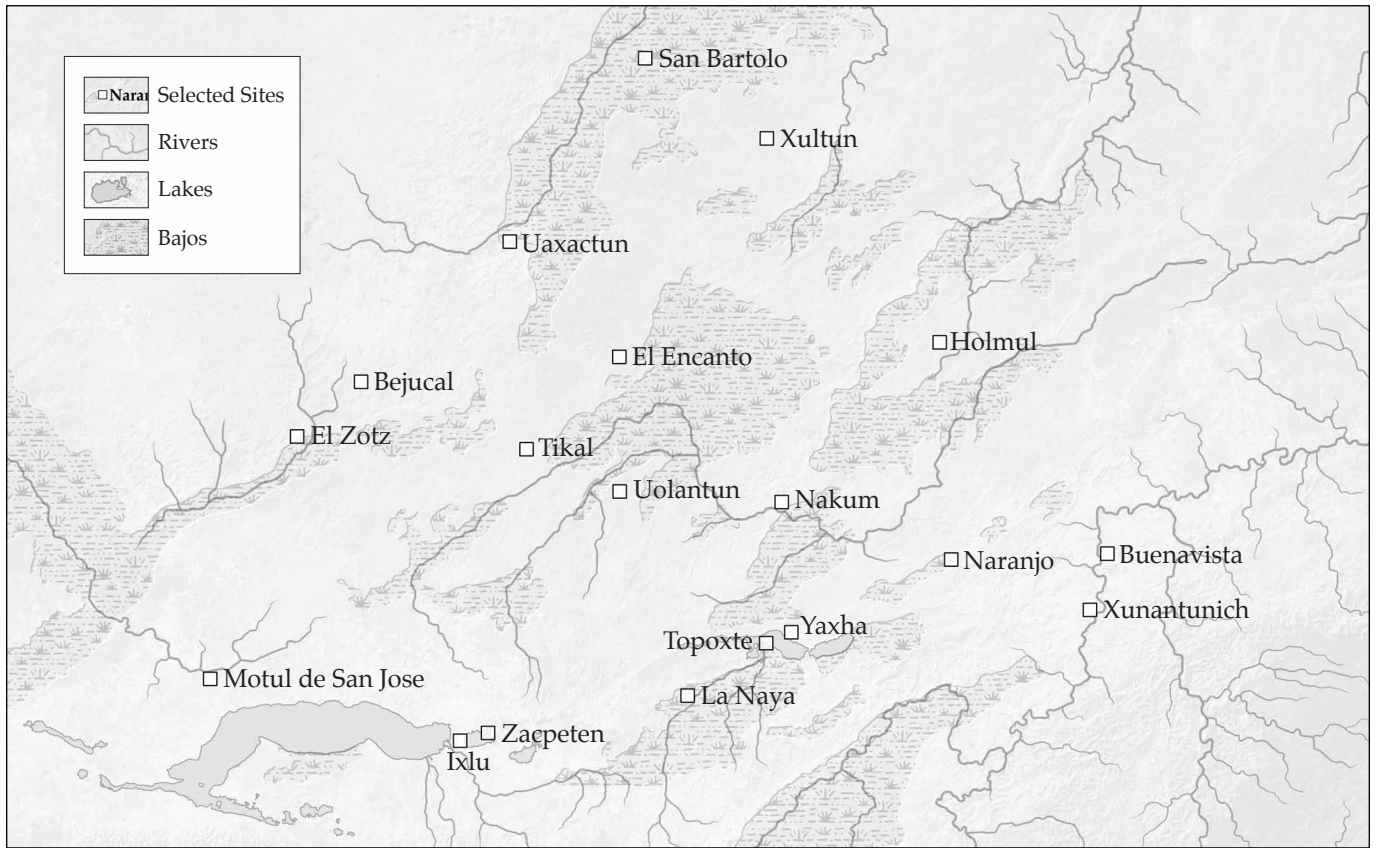 San Bartolo
Naran
Selected Sites
Rivers
Xultun
Lakes
Bajos
Uaxactun
Holmul
El Encanto
Bejucal
El Zotz
Tikal
Uolantun
Nakum
Naranjo
Buenavista
Xunantunich
Yaxha
Topoxte
Motul de San Jose
La Naya
Zacpeten
Ixlu